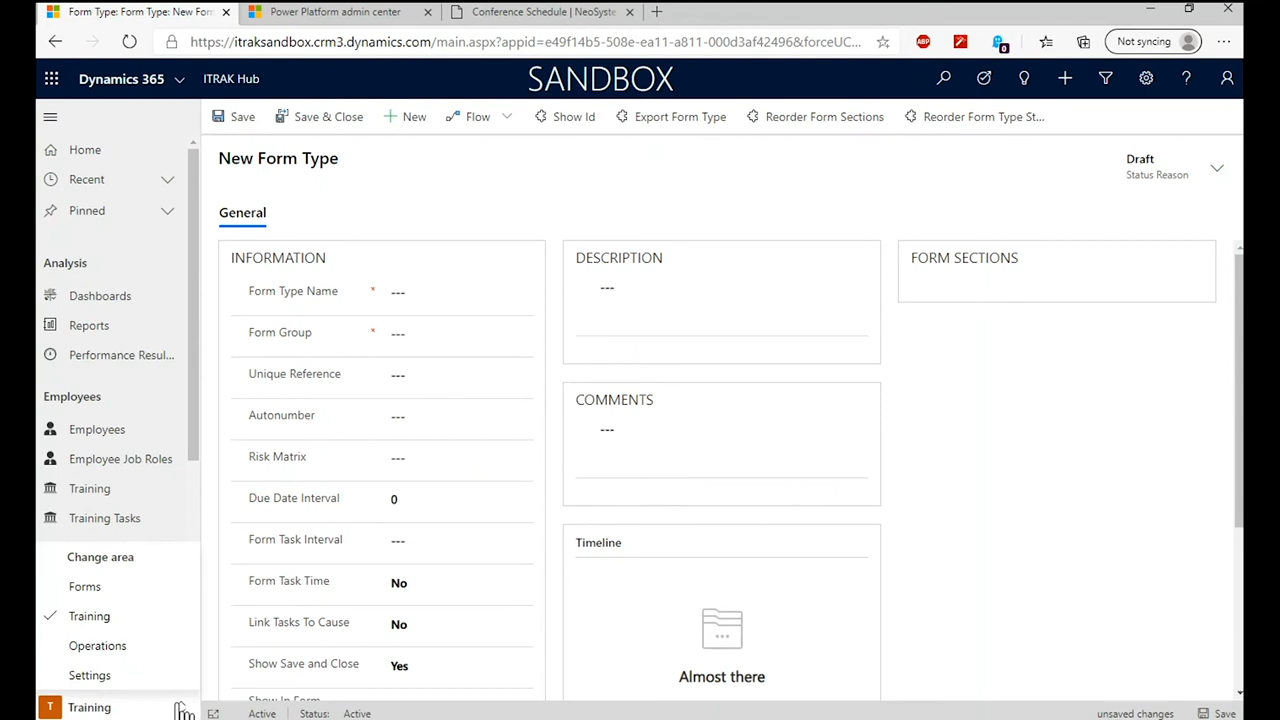 Form Type: Form Type: New Forn
Power Platform admin center
Conference Schedule | NeoSyste
https://itraksandbox.crm3.dynamics.com/main.aspx?appid=e49f14b5-508e-ea11-a811-000d3af42496&forceUC...
ABP
0
Not syncing
Dynamics 365
ITRAK Hub
SANDBOX
Save
Save & Close
New
Flow
Show Id
Export Form Type
Reorder Form Sections
Reorder Form Type St...
Home
Recent
Pinned
Analysis
Dashboards
Reports
Performance Resul...
Employees
Employees
Employee Job Roles
Training
Training Tasks
Change area
Forms
Training
Operations
Settings
T Training
New Form Type
Draft
Status Reason
General
INFORMATION
Form Type Name * ---
Form Group * ---
Unique Reference ---
Autonumber ---
Risk Matrix ---
Due Date Interval 0
Form Task Interval ---
Form Task Time No
Link Tasks To Cause No
Show Save and Close Yes
Show In Form
DESCRIPTION
---
COMMENTS
---
Timeline
Almost there
FORM SECTIONS
Active
Status: Active
unsaved changes
Save